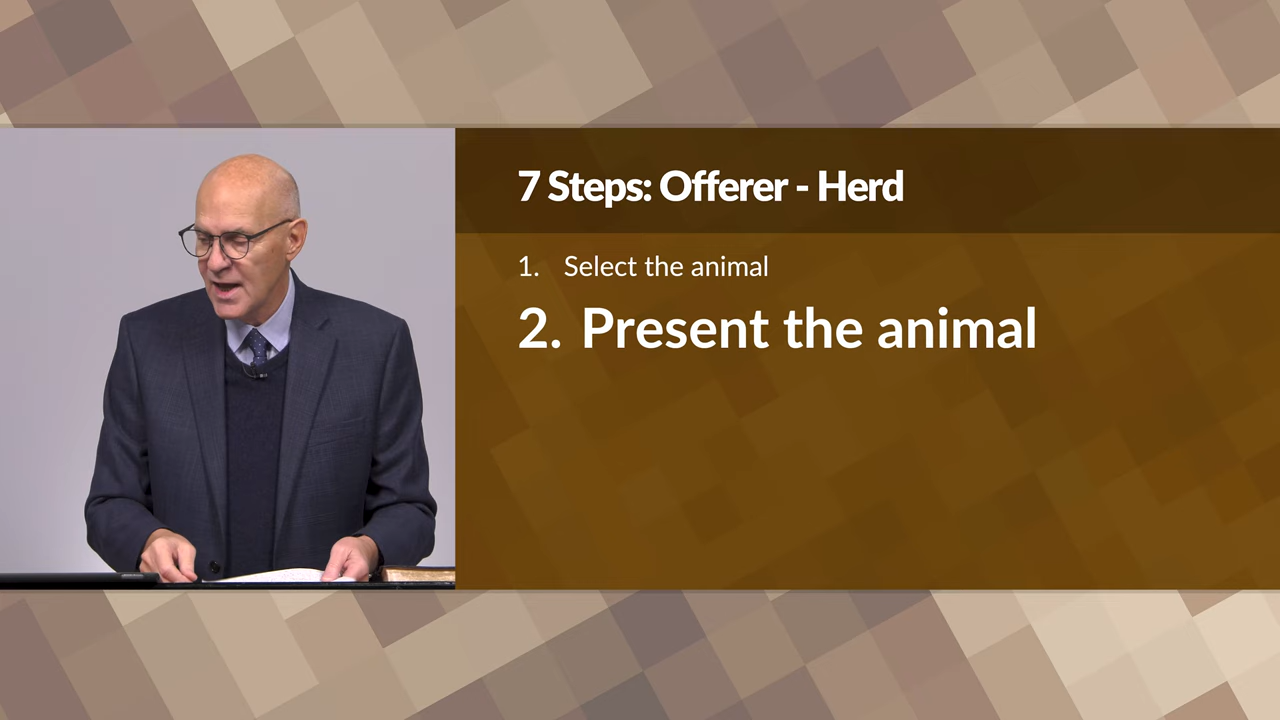 7 Steps: Offerer - Herd
1. Select the animal
2. Present the animal